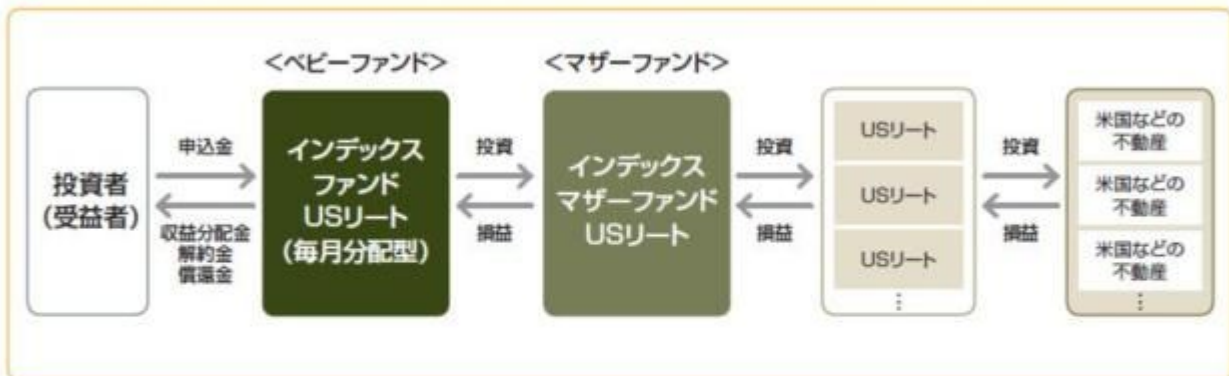 ＜ベビーファンド＞
＜マザーファンド＞
投資者
(受益者)
申込金
収益分配金
解約金
償還金
インデックス
ファンド
USリート
(毎月分配型)
投資
損益
インデックス
マザーファンド
USリート
投資
損益
USリート
USリート
USリート
⋮
投資
損益
米国などの
不動産
米国などの
不動産
米国などの
不動産
⋮